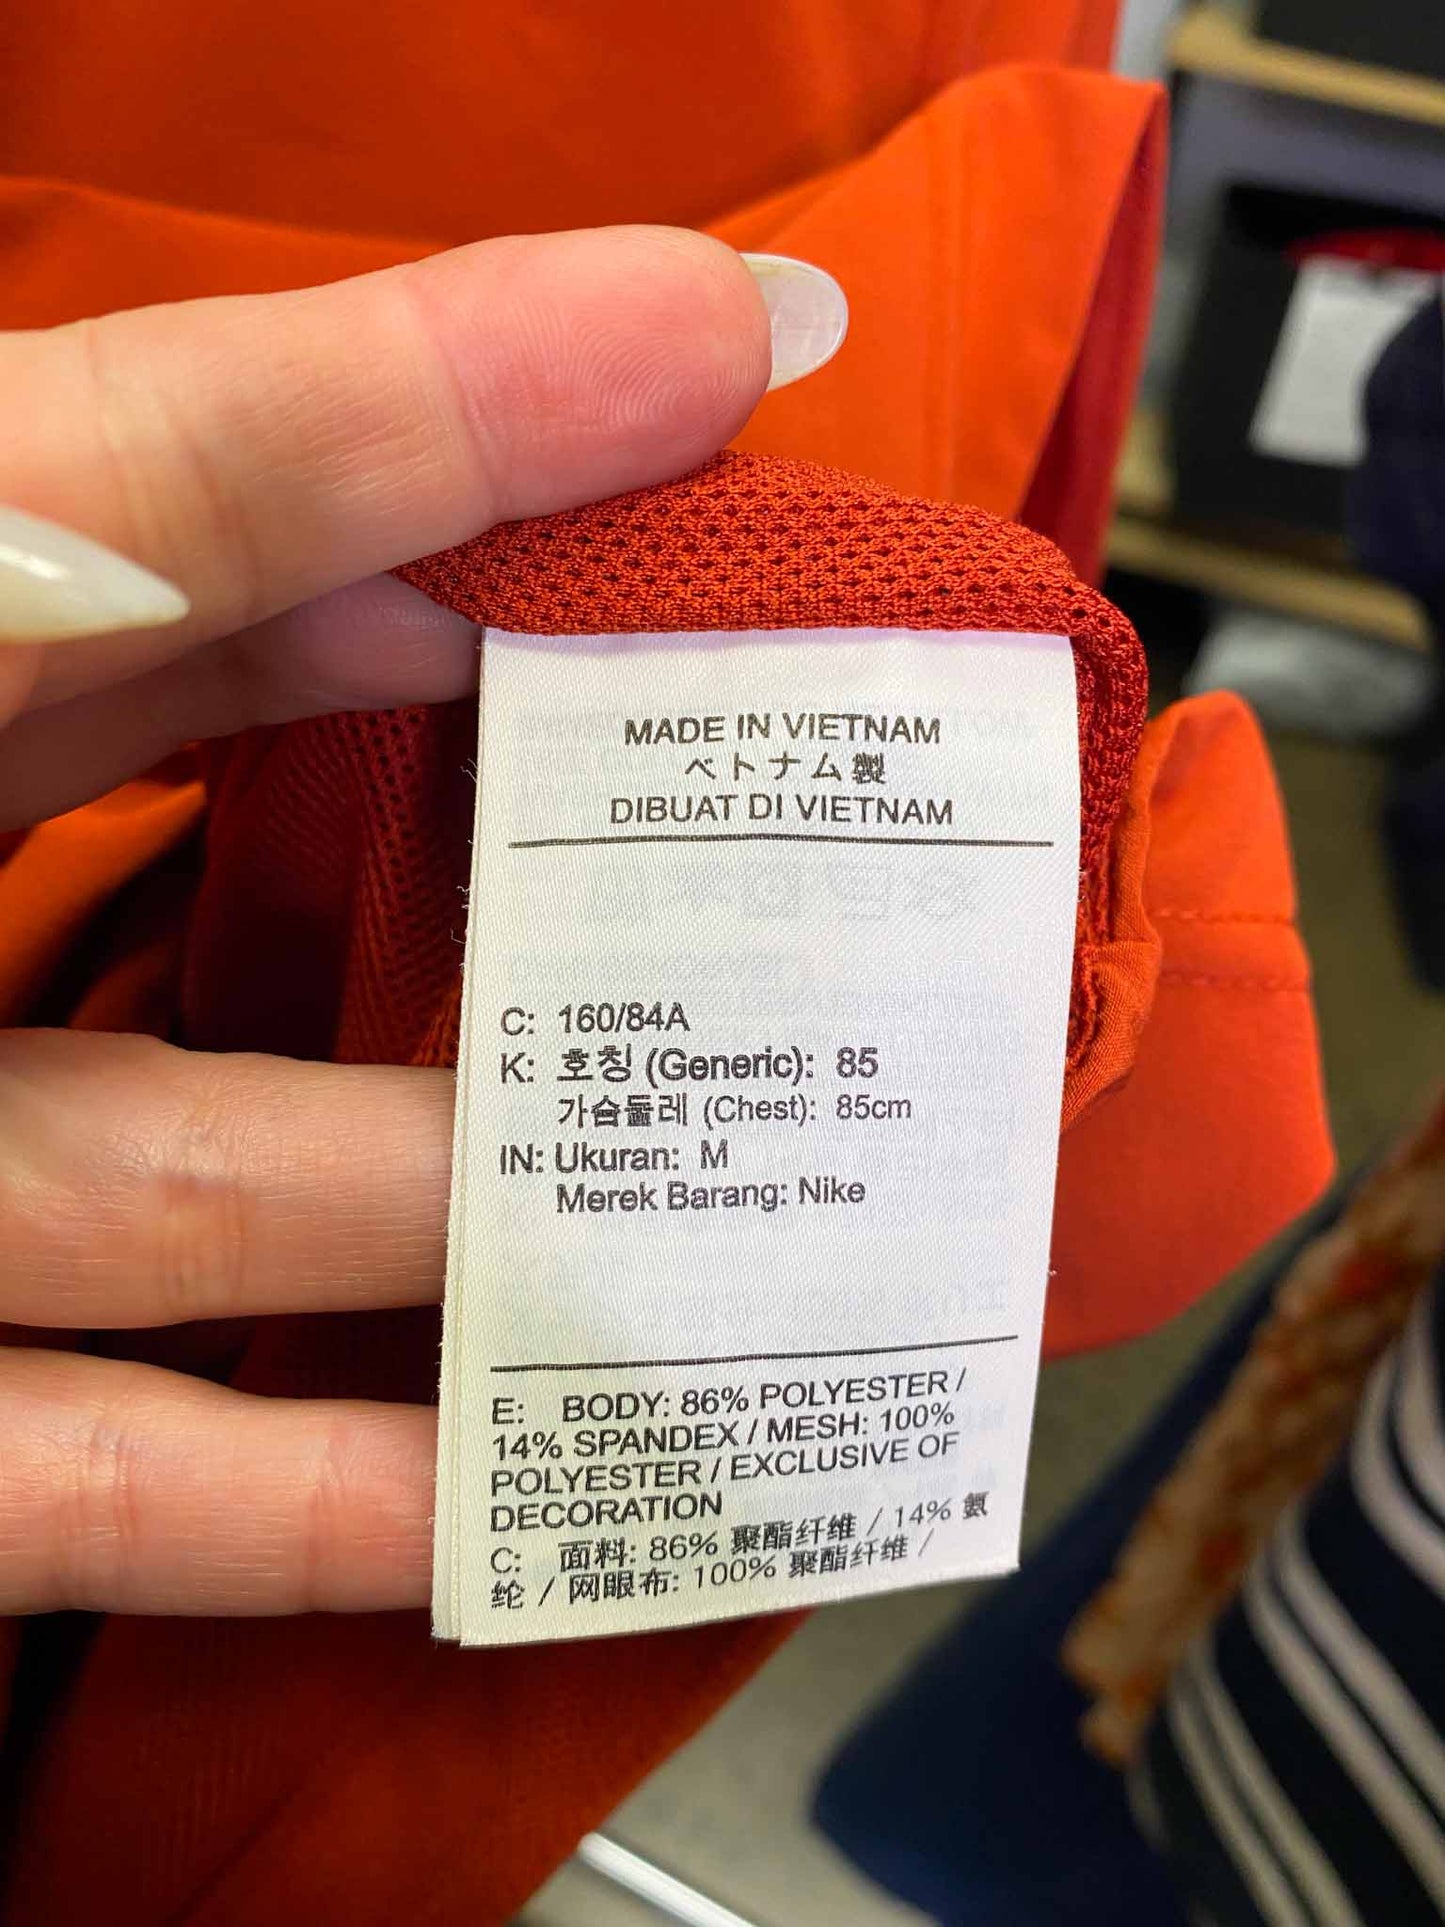 MADE IN VIETNAM
ベトナム製
DIBUAT DI VIETNAM
C: 160/84A
K: 호칭 (Generic): 85
가슴둘레 (Chest): 85cm
IN: Ukuran: M
Merek Barang: Nike
E: BODY: 86% POLYESTER /
14% SPANDEX / MESH: 100%
POLYESTER / EXCLUSIVE OF
DECORATION
C: 面料: 86% 聚酯纤维 / 14% 氨
纶 / 网眼布: 100% 聚酯纤维 /